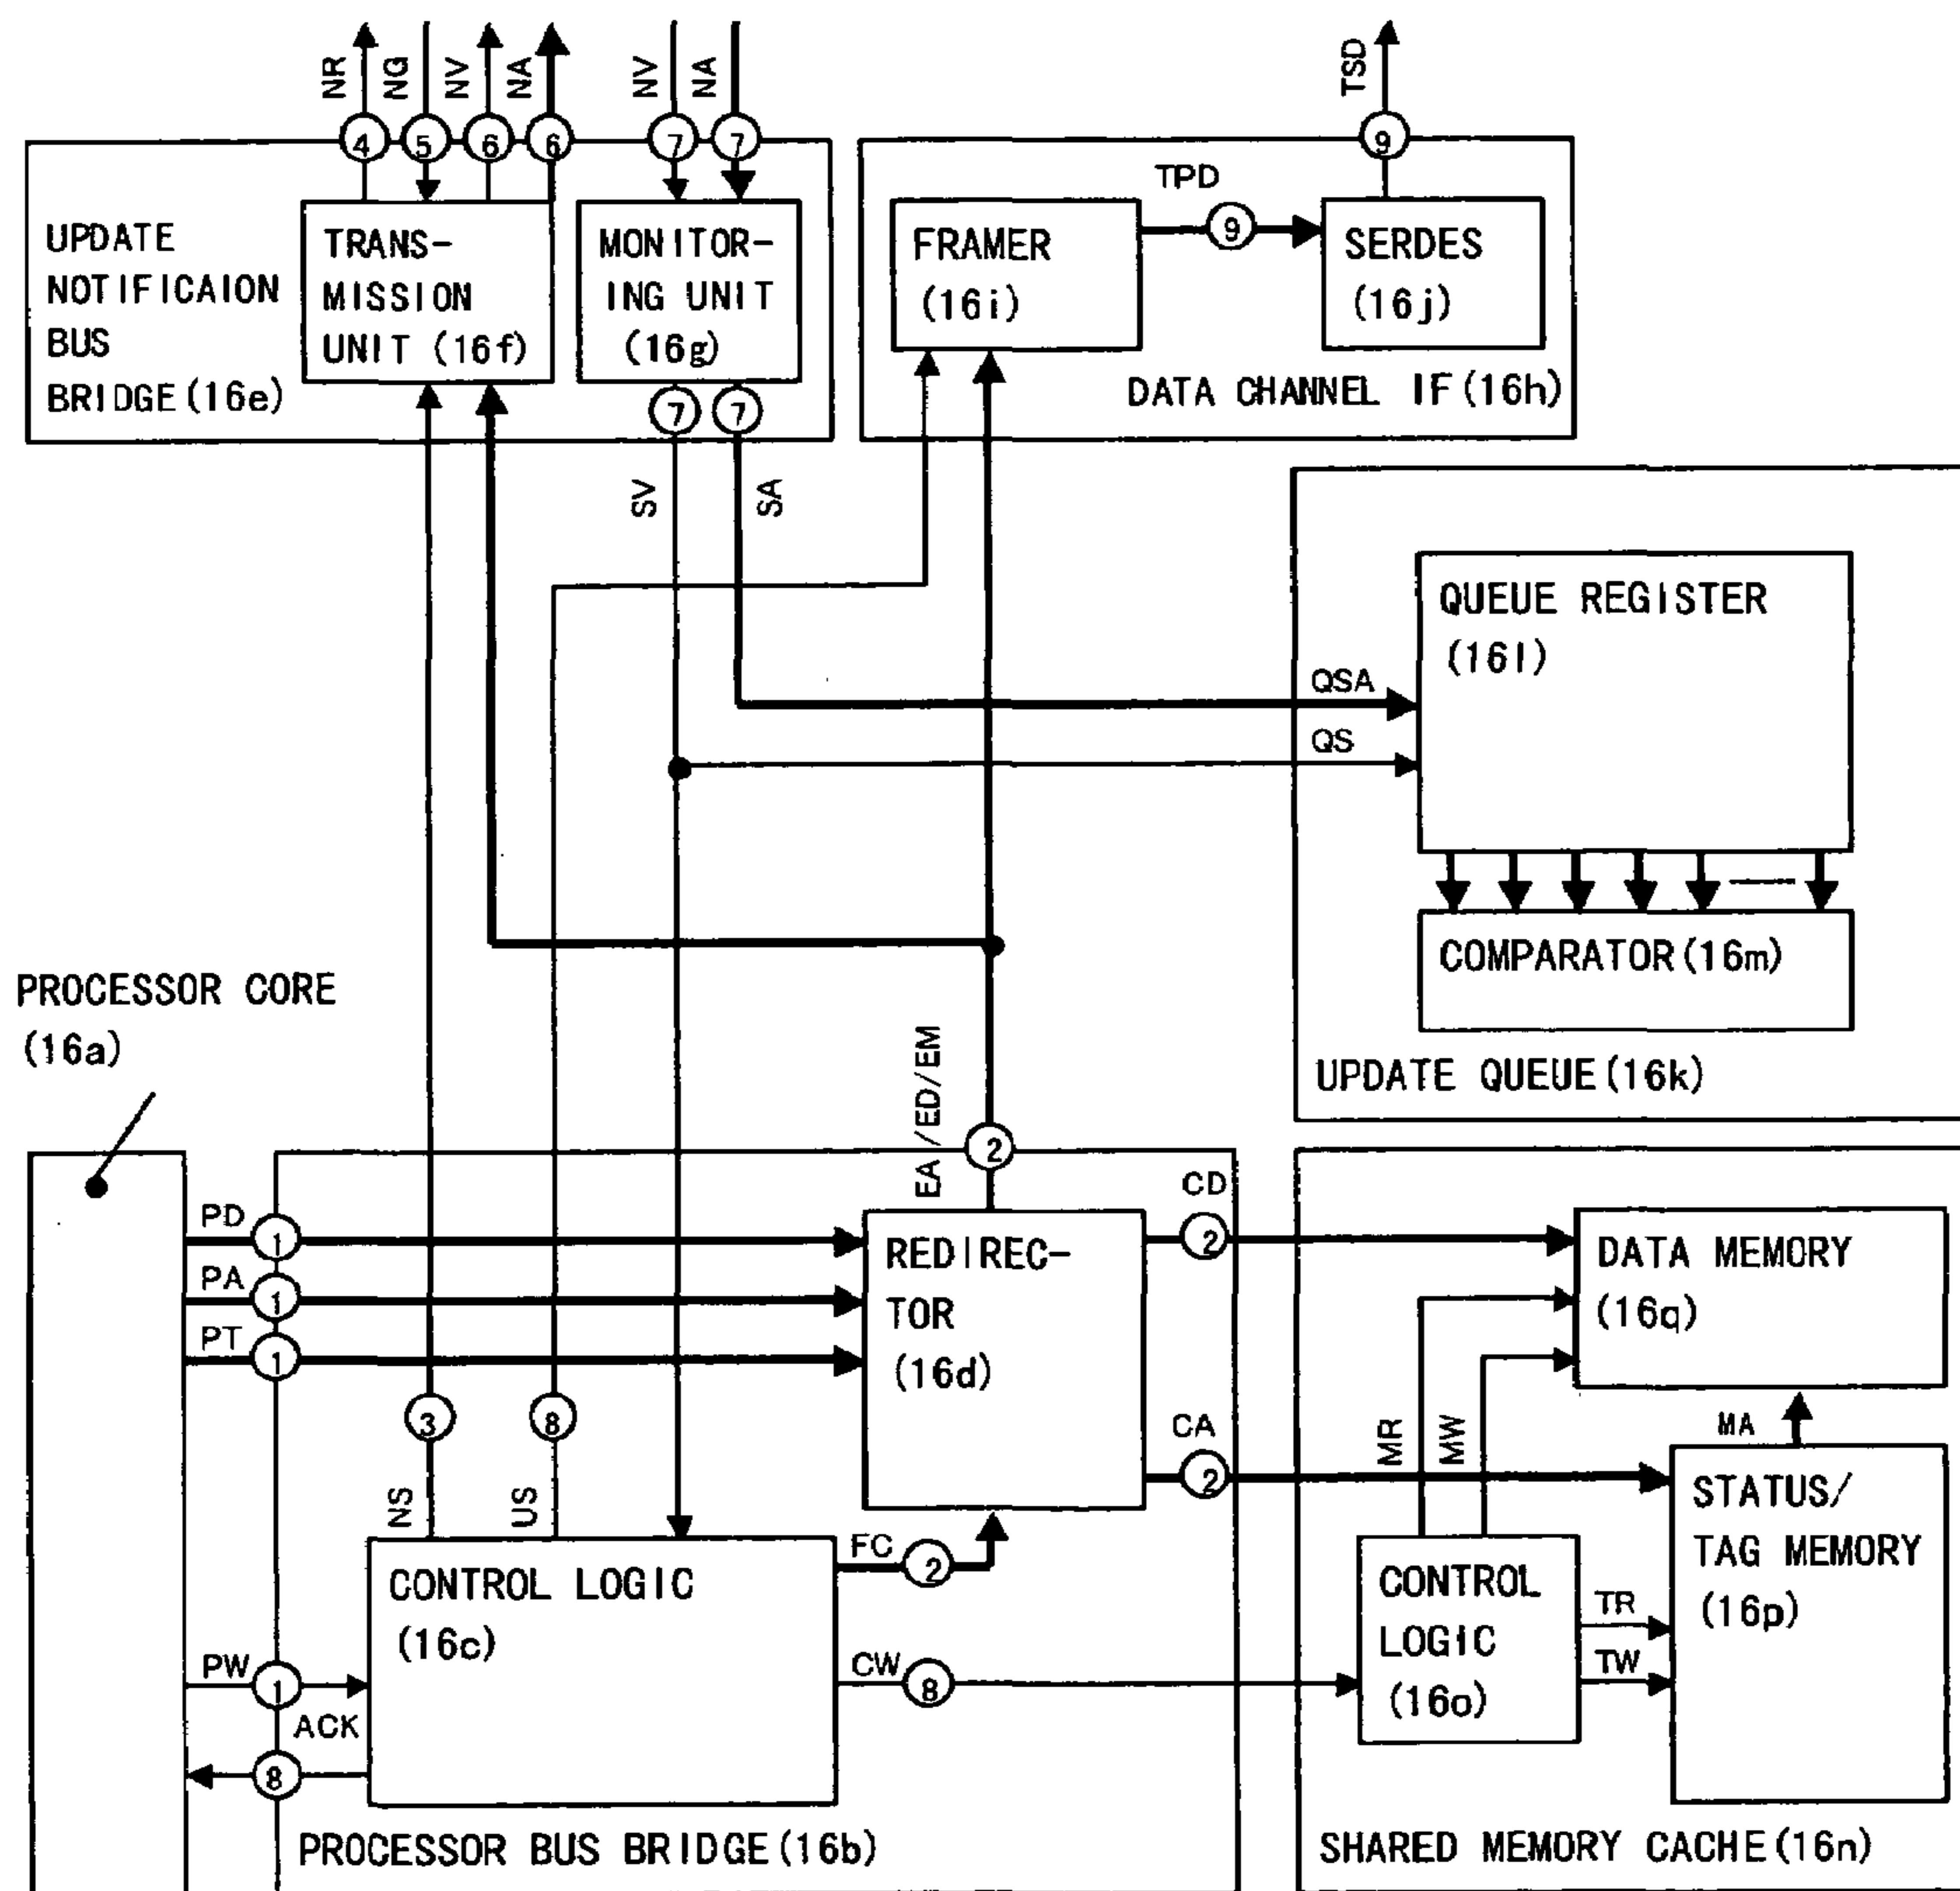 NR
NG
NV
NA
NV
NA
TSD
4
5
6
6
7
7
9
UPDATE
NOTIFICAION
BUS
BRIDGE(16e)
TRANS-
MISSION
UNIT (16f)
MONITOR-
ING UNIT
(16g)
7
7
TPD
9
FRAMER
(16i)
SERDES
(16j)
DATA CHANNEL IF(16h)
SV
SA
QUEUE REGISTER
(16l)
QSA
QS
COMPARATOR(16m)
UPDATE QUEUE(16k)
PROCESSOR CORE
(16a)
EA /ED/EM
2
PD
1
PA
1
PT
1
REDIREC-
TOR
(16d)
CD
2
CA
2
3
8
NS
US
FC
2
CONTROL LOGIC
(16c)
PW
1
ACK
8
CW
8
PROCESSOR BUS BRIDGE(16b)
DATA MEMORY
(16q)
MR
MW
MA
STATUS/
TAG MEMORY
(16p)
CONTROL
LOGIC
(16o)
TR
TW
SHARED MEMORY CACHE(16n)